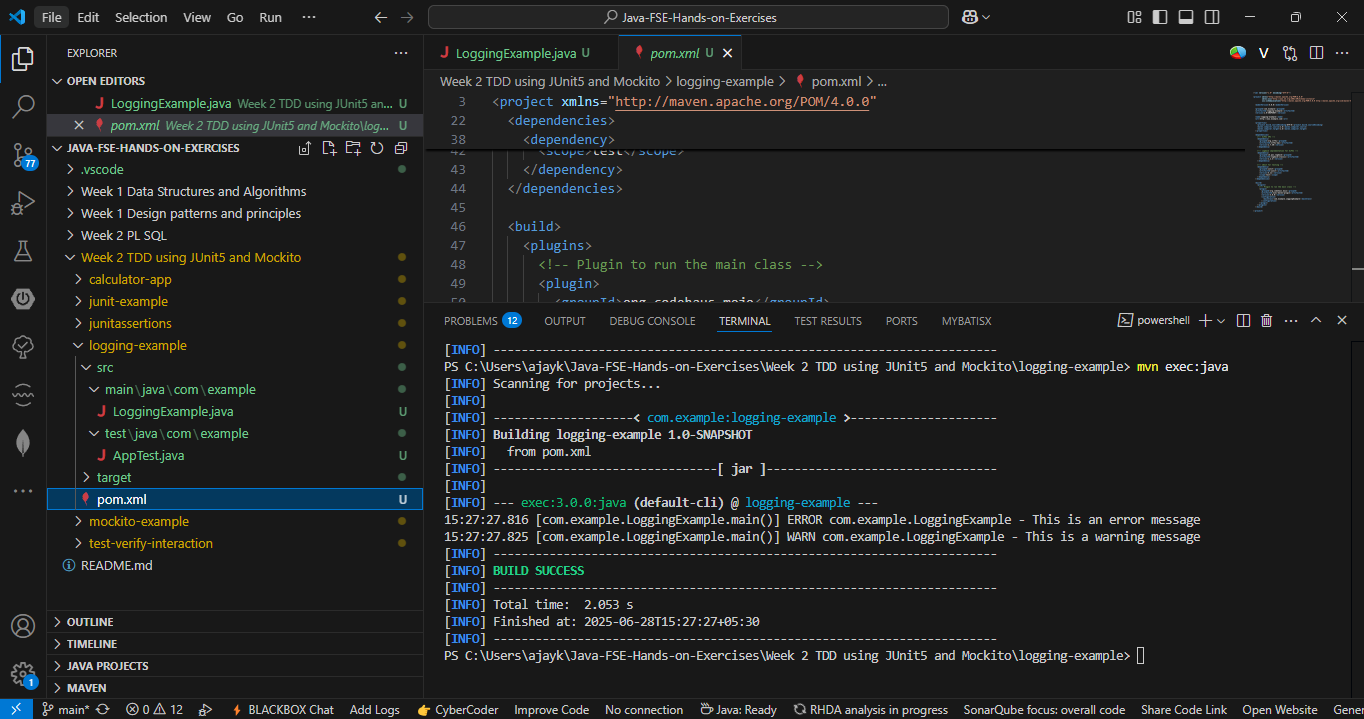 File Edit Selection View Go Run ··· Java-FSE-Hands-on-Exercises
EXPLORER ···
OPEN EDITORS
LoggingExample.java Week 2 TDD using JUnit5 an... U
pom.xml Week 2 TDD using JUnit5 and Mockito\log... U
JAVA-FSE-HANDS-ON-EXERCISES
.vscode
Week 1 Data Structures and Algorithms
Week 1 Design patterns and principles
Week 2 PL SQL
Week 2 TDD using JUnit5 and Mockito
calculator-app
junit-example
junitassertions
logging-example
src
main\java\com\example
LoggingExample.java U
test\java\com\example
AppTest.java U
target
pom.xml U
mockito-example
test-verify-interaction
README.md
OUTLINE
TIMELINE
JAVA PROJECTS
MAVEN
77
1
LoggingExample.java U pom.xml U
Week 2 TDD using JUnit5 and Mockito > logging-example > pom.xml > ...
3 <project xmlns="http://maven.apache.org/POM/4.0.0"
22 <dependencies>
38 <dependency>
42 <scope>test</scope>
43 </dependency>
44 </dependencies>
45
46 <build>
47 <plugins>
48 <!-- Plugin to run the main class -->
49 <plugin>
50 <groupId>org.codehaus.mojo</groupId>
PROBLEMS 12 OUTPUT DEBUG CONSOLE TERMINAL TEST RESULTS PORTS MYBATISX powershell
[INFO] ------------------------------------------------------------------------
PS C:\Users\ajayk\Java-FSE-Hands-on-Exercises\Week 2 TDD using JUnit5 and Mockito\logging-example> mvn exec:java
[INFO] Scanning for projects...
[INFO]
[INFO] --------------------< com.example:logging-example >---------------------
[INFO] Building logging-example 1.0-SNAPSHOT
[INFO]   from pom.xml
[INFO] --------------------------------[ jar ]---------------------------------
[INFO]
[INFO] --- exec:3.0.0:java (default-cli) @ logging-example ---
15:27:27.816 [com.example.LoggingExample.main()] ERROR com.example.LoggingExample - This is an error message
15:27:27.825 [com.example.LoggingExample.main()] WARN com.example.LoggingExample - This is a warning message
[INFO] ------------------------------------------------------------------------
[INFO] BUILD SUCCESS
[INFO] ------------------------------------------------------------------------
[INFO] Total time:  2.053 s
[INFO] Finished at: 2025-06-28T15:27:27+05:30
[INFO] ------------------------------------------------------------------------
PS C:\Users\ajayk\Java-FSE-Hands-on-Exercises\Week 2 TDD using JUnit5 and Mockito\logging-example>
main* 0 12 BLACKBOX Chat Add Logs CyberCoder Improve Code No connection Java: Ready RHDA analysis in progress SonarQube focus: overall code Share Code Link Open Website Gener